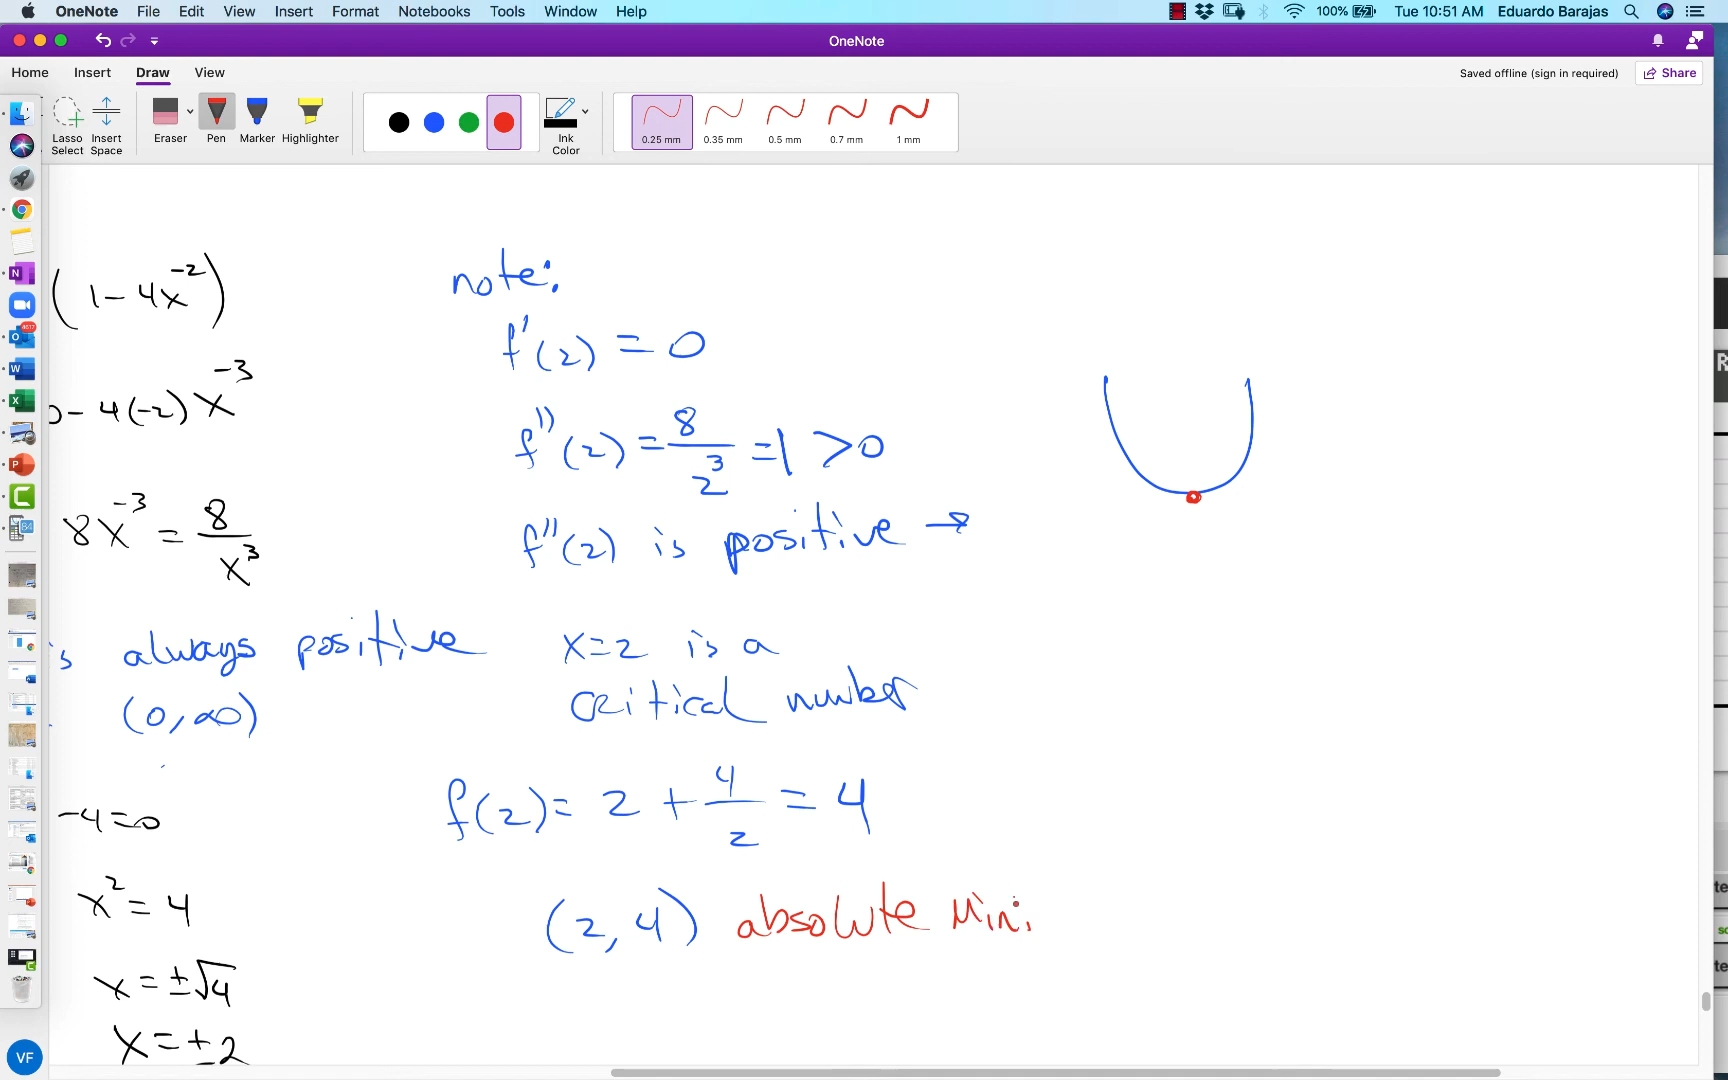 OneNote File Edit View Insert Format Notebooks Tools Window Help 100% Tue 10:51 AM Eduardo Barajas
OneNote
Home Insert Draw View Saved offline (sign in required) Share
Lasso Select Insert Space Eraser Pen Marker Highlighter Ink Color 0.25 mm 0.35 mm 0.5 mm 0.7 mm 1 mm
(1 - 4x^-2)
- 4(-2) x^-3
8x^-3 = 8/x^3
s always positive
(0, ∞)
-4=0
x^2 = 4
x = ±√4
x = ±2
note:
f'(2) = 0
f''(2) = 8/2^3 = 1 > 0
f''(2) is positive →
x=2 is a
critical number
f(2) = 2 + 4/2 = 4
(2, 4) absolute Min.
VF